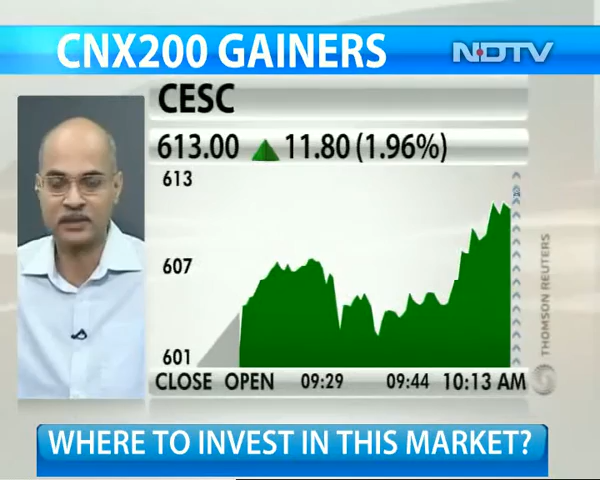 CNX200 GAINERS
NDTV
CESC
613.00 11.80 (1.96%)
613
607
601
CLOSE OPEN 09:29 09:44 10:13 AM
THOMSON REUTERS
WHERE TO INVEST IN THIS MARKET?